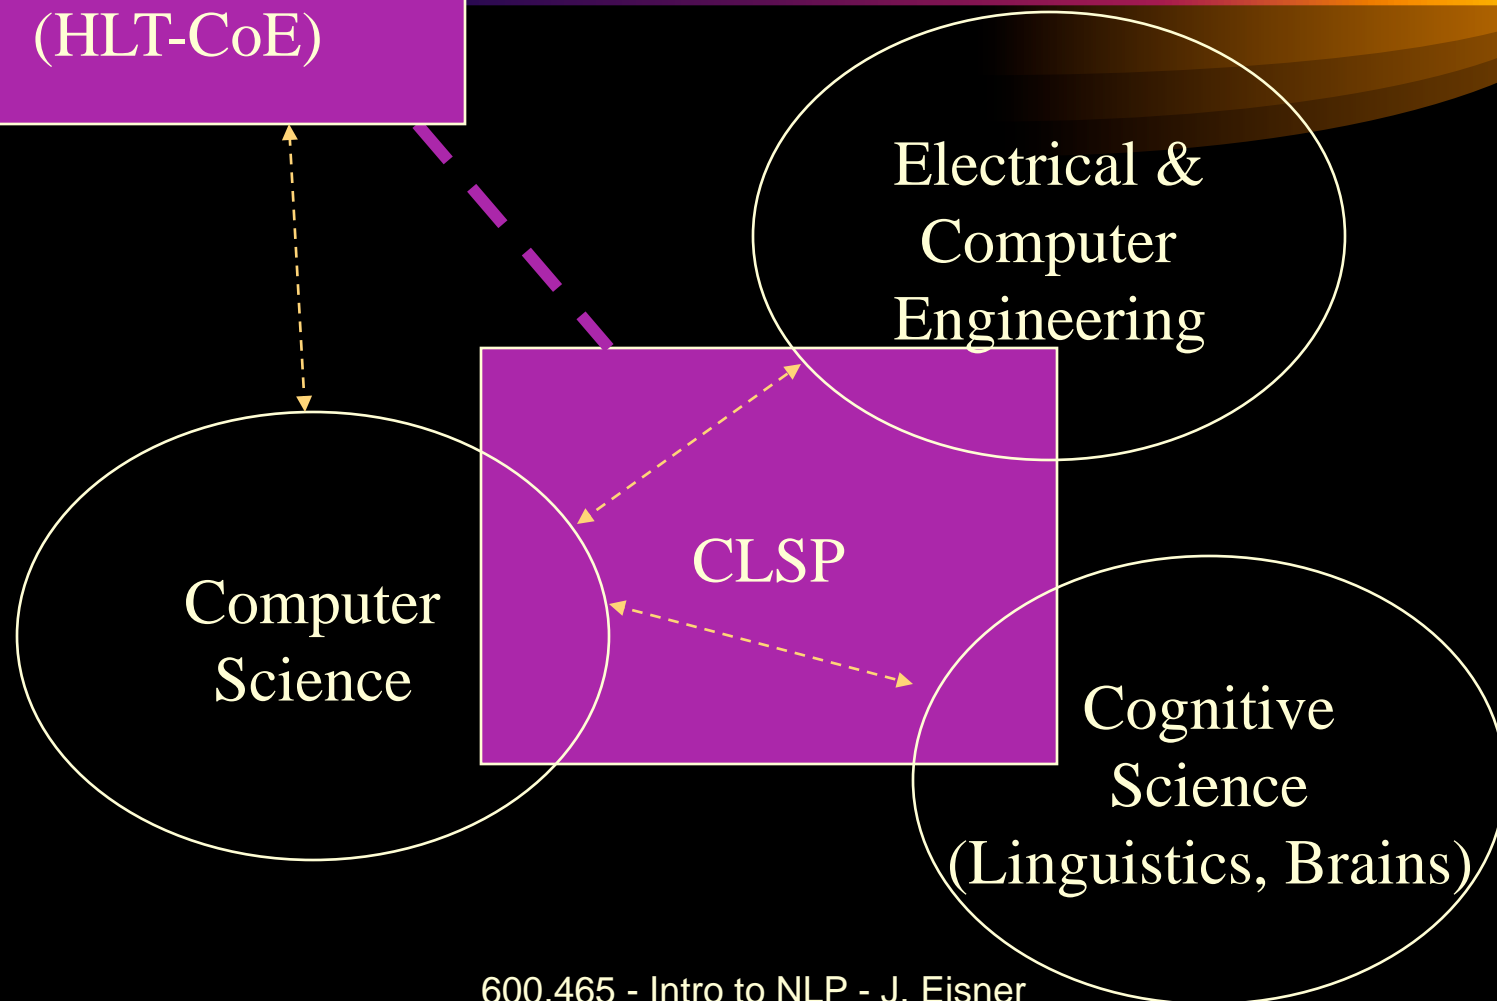 (HLT-CoE)
Electrical &
Computer
Engineering
CLSP
Computer
Science
Cognitive
Science
(Linguistics, Brains)
600.465 - Intro to NLP - J. Eisner